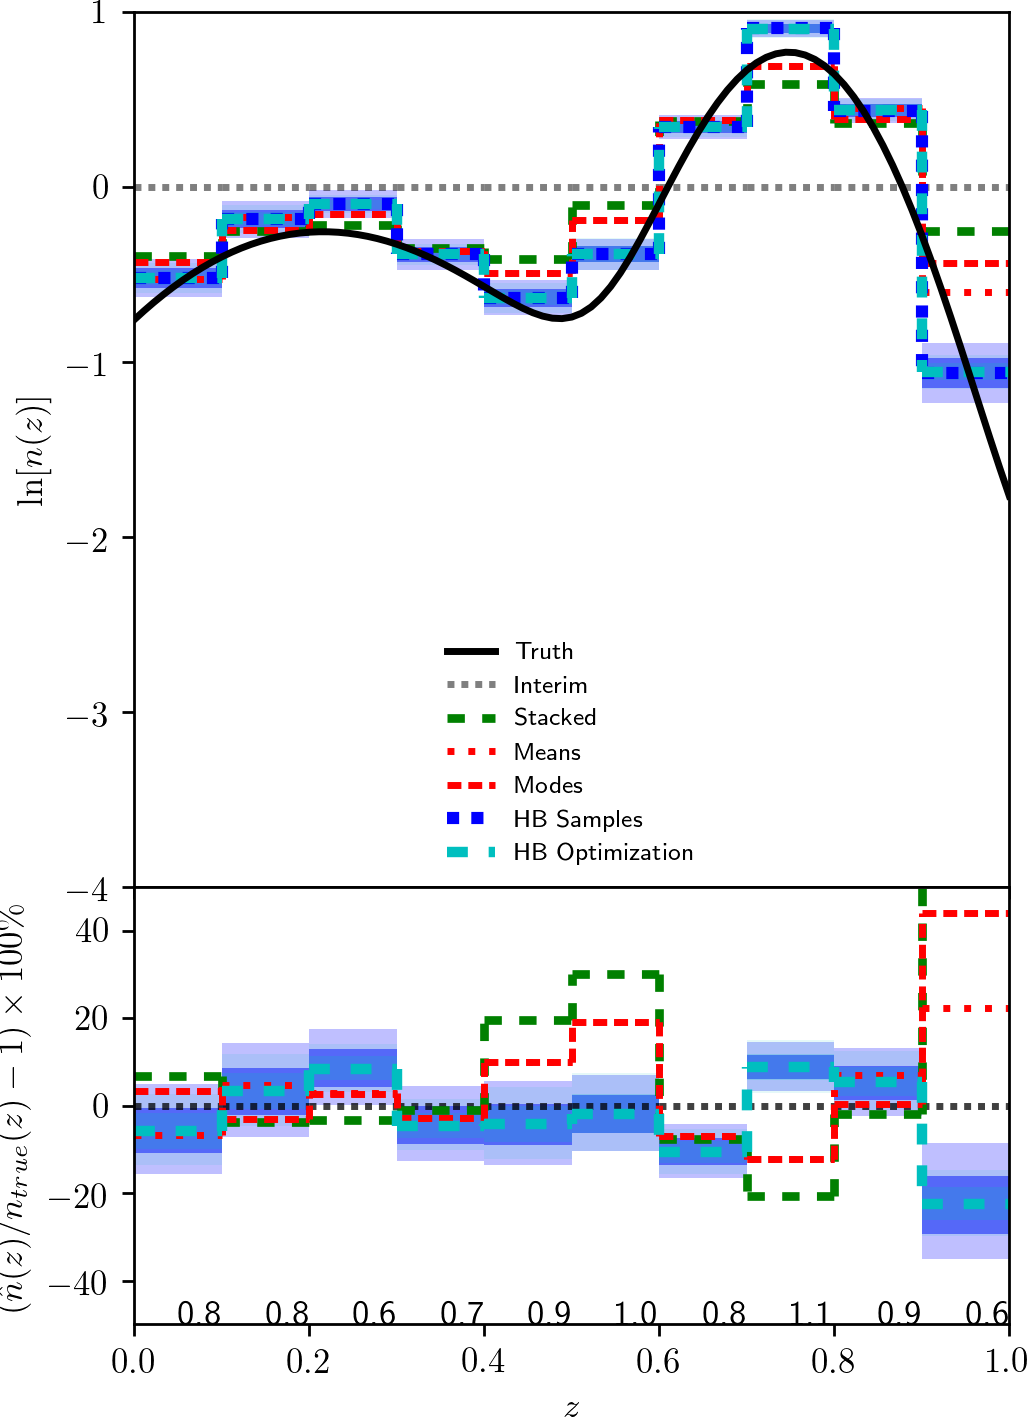 1
0
−1
−2
−3
−4
ln[n(z)]
Truth
Interim
Stacked
Means
Modes
HB Samples
HB Optimization
40
20
0
−20
−40
(n̂(z)/n_{true}(z) − 1) × 100%
0.8 0.8 0.6 0.7 0.9 1.0 0.8 1.1 0.9 0.6
0.0 0.2 0.4 0.6 0.8 1.0
z